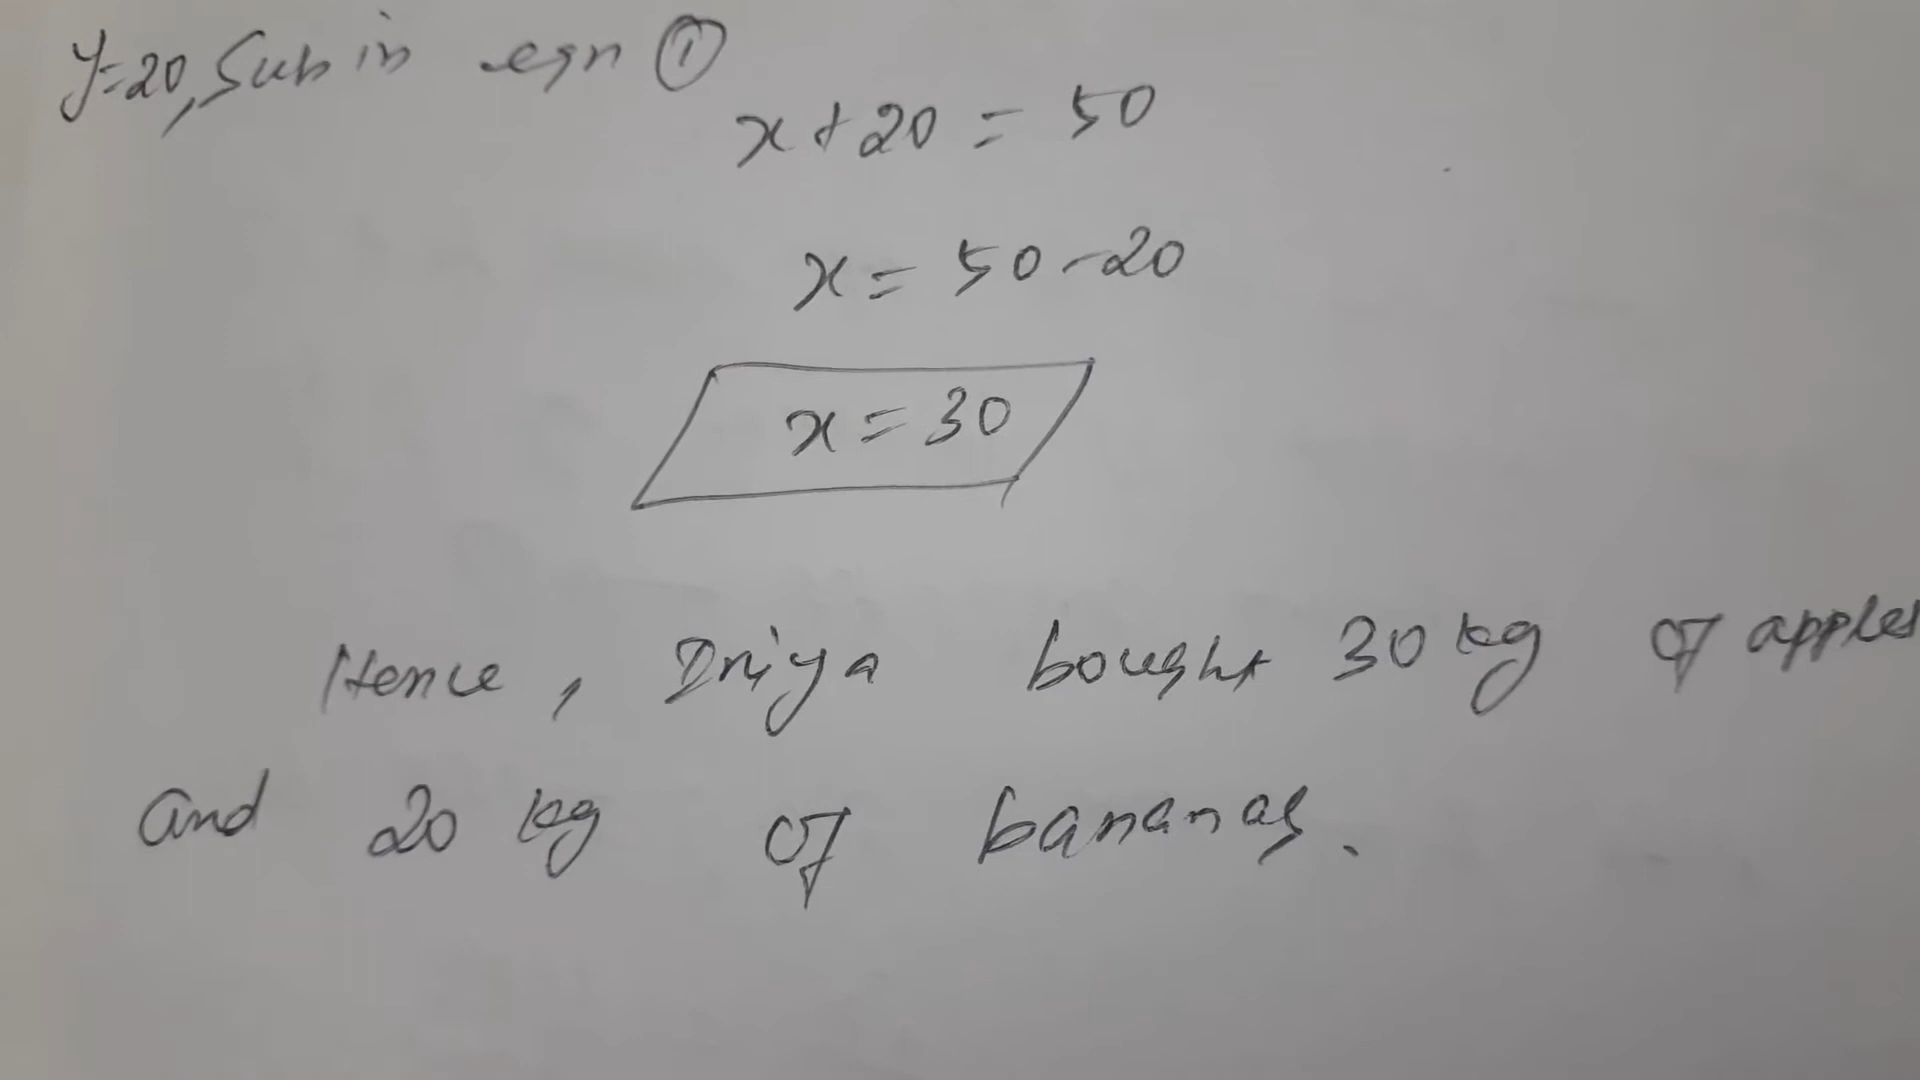 y=20, Sub in eqn ①
x + 20 = 50
x = 50 - 20
x = 30
Hence, Priya bought 30 kg of apples
and 20 kg of bananas.